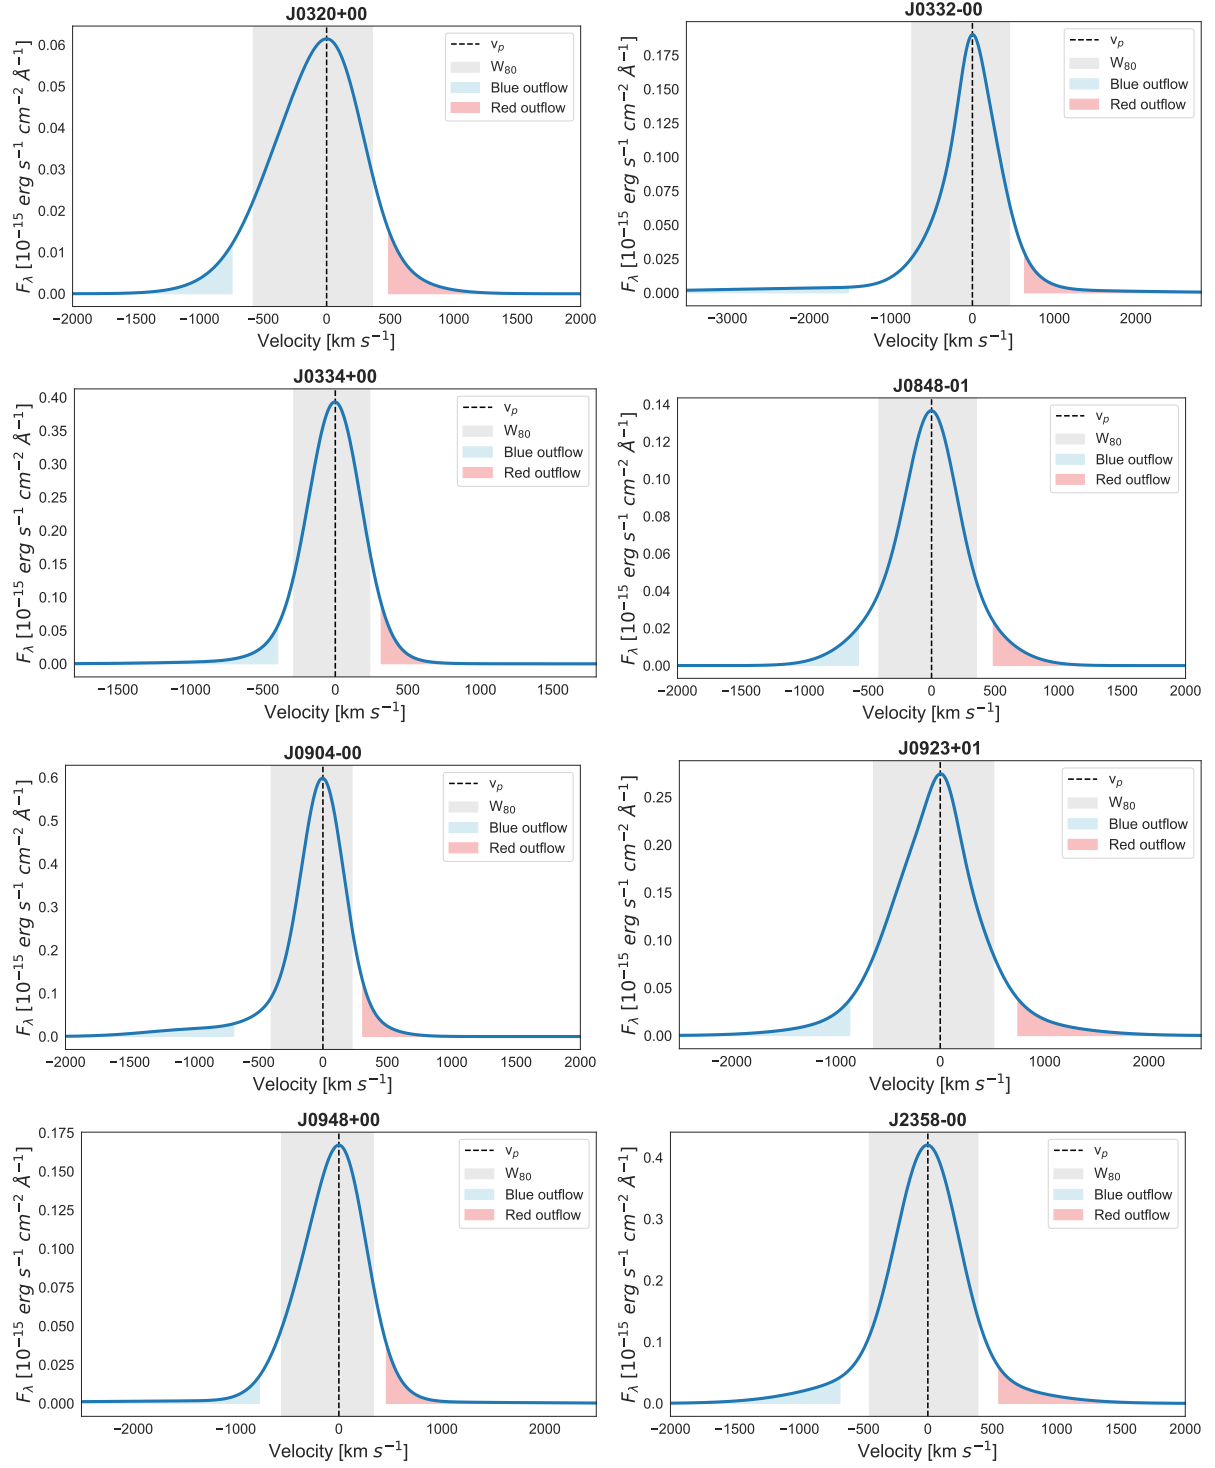 J0320+00
F_λ [10⁻¹⁵ erg s⁻¹ cm⁻² Å⁻¹]
0.06
0.05
0.04
0.03
0.02
0.01
0.00
v_p
W₈₀
Blue outflow
Red outflow
−2000 −1500 −1000 −500 0 500 1000 1500 2000
Velocity [km s⁻¹]
J0332-00
F_λ [10⁻¹⁵ erg s⁻¹ cm⁻² Å⁻¹]
0.175
0.150
0.125
0.100
0.175
0.050
0.025
0.000
v_p
W₈₀
Blue outflow
Red outflow
−3000 −2000 −1000 0 1000 2000
Velocity [km s⁻¹]
J0334+00
F_λ [10⁻¹⁵ erg s⁻¹ cm⁻² Å⁻¹]
0.40
0.35
0.30
0.25
0.20
0.15
0.10
0.05
0.00
v_p
W₈₀
Blue outflow
Red outflow
−1500 −1000 −500 0 500 1000 1500
Velocity [km s⁻¹]
J0848-01
F_λ [10⁻¹⁵ erg s⁻¹ cm⁻² Å⁻¹]
0.14
0.12
0.10
0.08
0.06
0.04
0.02
0.00
v_p
W₈₀
Blue outflow
Red outflow
−2000 −1500 −1000 −500 0 500 1000 1500 2000
Velocity [km s⁻¹]
J0904-00
F_λ [10⁻¹⁵ erg s⁻¹ cm⁻² Å⁻¹]
0.6
0.5
0.4
0.3
0.2
0.1
0.0
v_p
W₈₀
Blue outflow
Red outflow
−2000 −1500 −1000 −500 0 500 1000 1500 2000
Velocity [km s⁻¹]
J0923+01
F_λ [10⁻¹⁵ erg s⁻¹ cm⁻² Å⁻¹]
0.25
0.20
0.15
0.10
0.05
0.00
v_p
W₈₀
Blue outflow
Red outflow
−2000 −1000 0 1000 2000
Velocity [km s⁻¹]
J0948+00
F_λ [10⁻¹⁵ erg s⁻¹ cm⁻² Å⁻¹]
0.175
0.150
0.125
0.100
0.075
0.050
0.025
0.000
v_p
W₈₀
Blue outflow
Red outflow
−2000 −1000 0 1000 2000
Velocity [km s⁻¹]
J2358-00
F_λ [10⁻¹⁵ erg s⁻¹ cm⁻² Å⁻¹]
0.4
0.3
0.2
0.1
0.0
v_p
W₈₀
Blue outflow
Red outflow
−2000 −1500 −1000 −500 0 500 1000 1500 2000
Velocity [km s⁻¹]